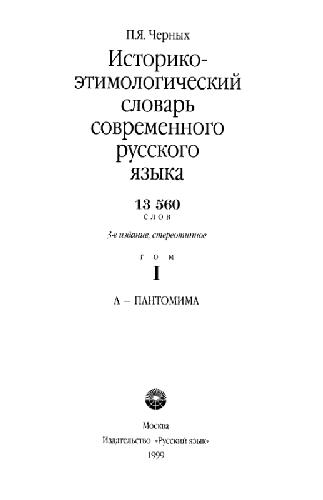 П.Я. Черных
Историко-
этимологический
словарь
современного
русского
языка
13 560
слов
3-е издание, стереотипное
том
I
А – ПАНТОМИМА
Москва
Издательство «Русский язык»
1999